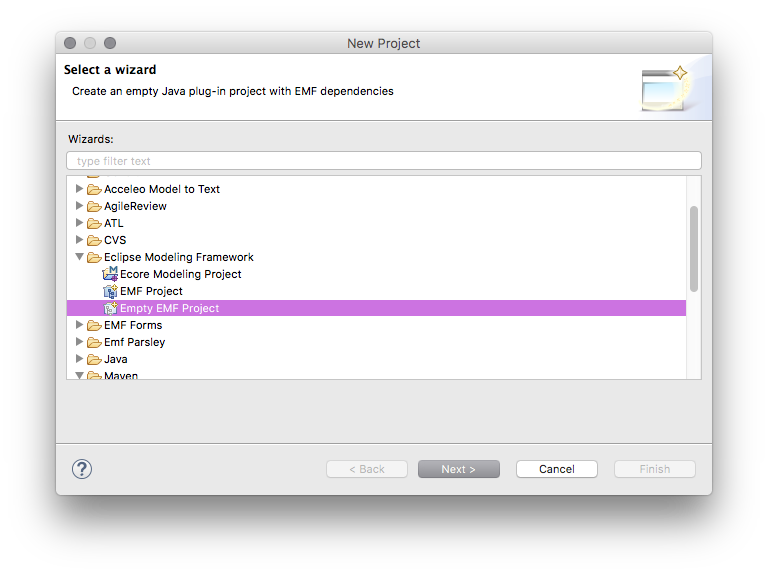 New Project
Select a wizard
Create an empty Java plug-in project with EMF dependencies
Wizards:
type filter text
Acceleo Model to Text
AgileReview
ATL
CVS
Eclipse Modeling Framework
Ecore Modeling Project
EMF Project
Empty EMF Project
EMF Forms
Emf Parsley
Java
Maven
?
< Back
Next >
Cancel
Finish